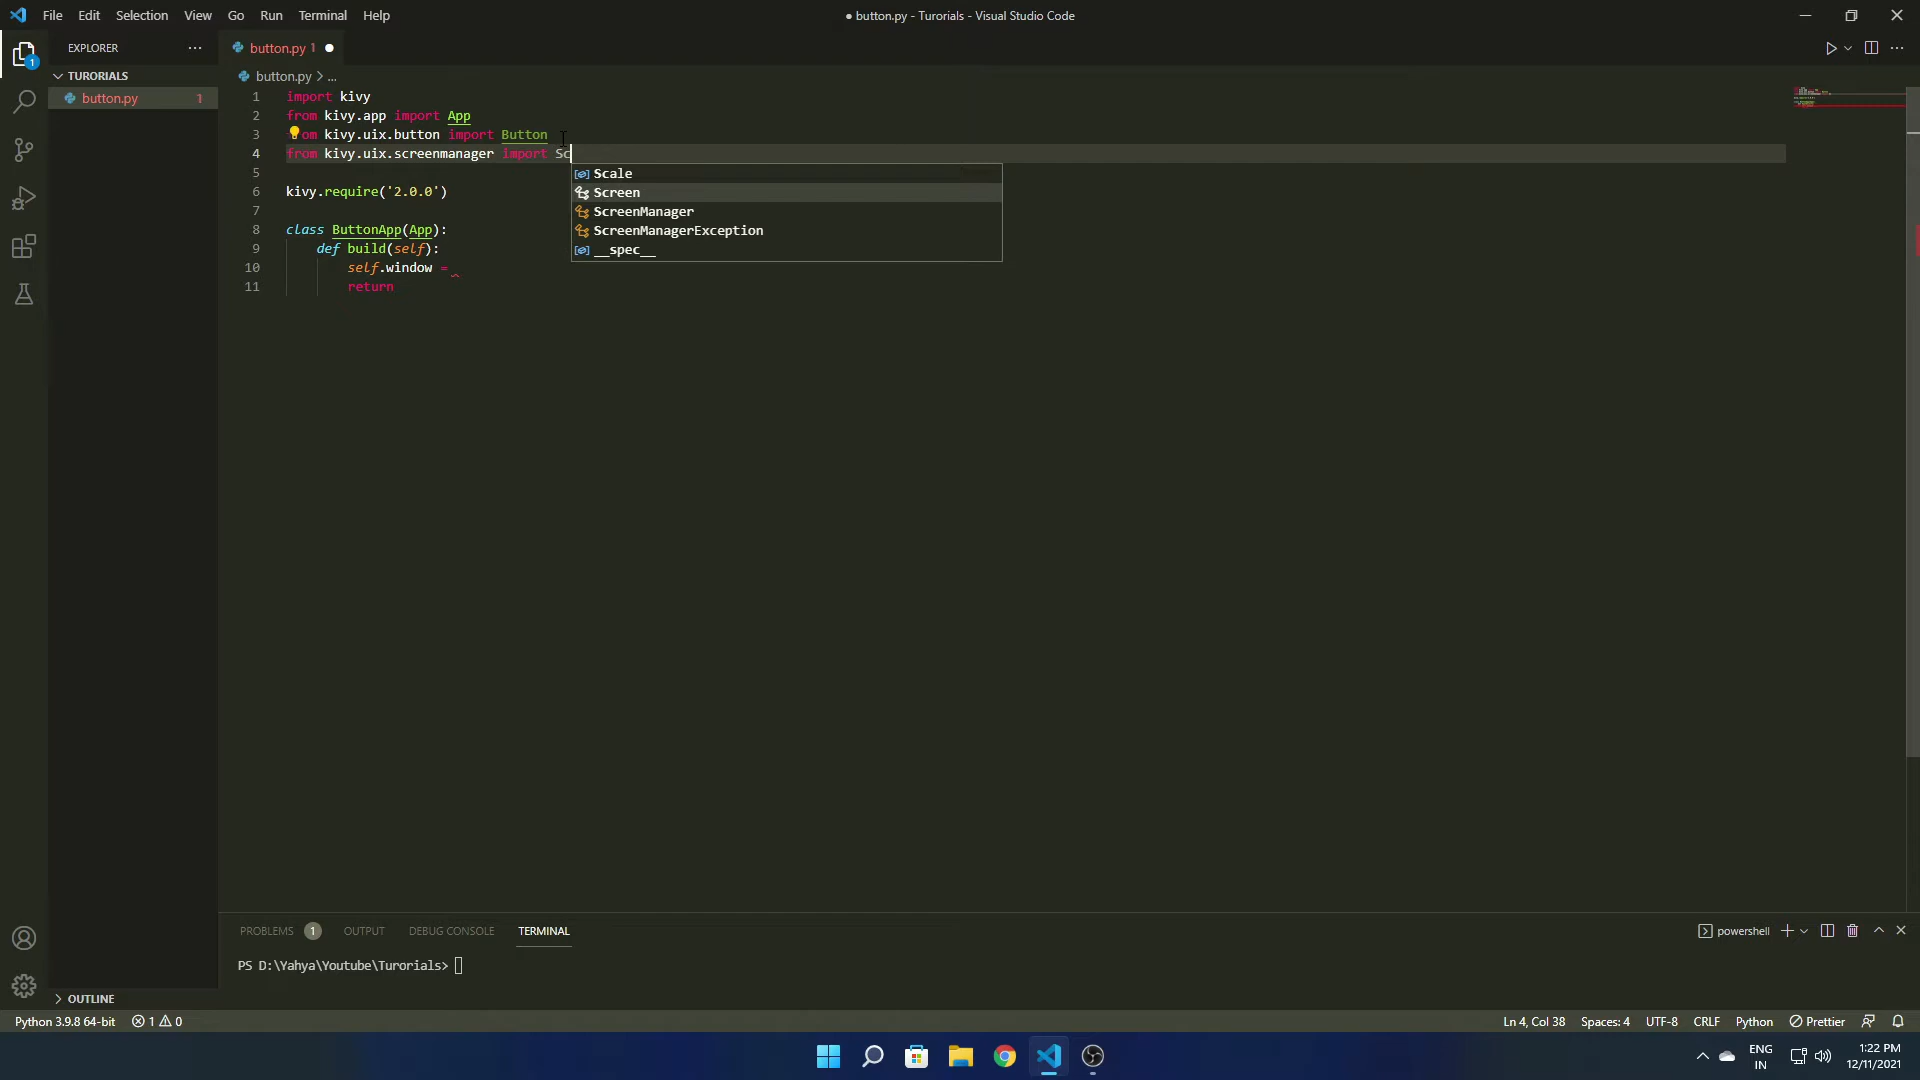 File Edit Selection View Go Run Terminal Help
● button.py - Turorials - Visual Studio Code
EXPLORER
TURORIALS
button.py 1
button.py 1
button.py > ...
1 import kivy
2 from kivy.app import App
3 om kivy.uix.button import Button
4 from kivy.uix.screenmanager import Sc
5
6 kivy.require('2.0.0')
7
8 class ButtonApp(App):
9 def build(self):
10 self.window =
11 return
Scale
Screen
ScreenManager
ScreenManagerException
__spec__
1
PROBLEMS 1 OUTPUT DEBUG CONSOLE TERMINAL
powershell
PS D:\Yahya\Youtube\Turorials>
OUTLINE
Python 3.9.8 64-bit 1 0
Ln 4, Col 38 Spaces: 4 UTF-8 CRLF Python Prettier
ENG
IN
1:22 PM
12/11/2021